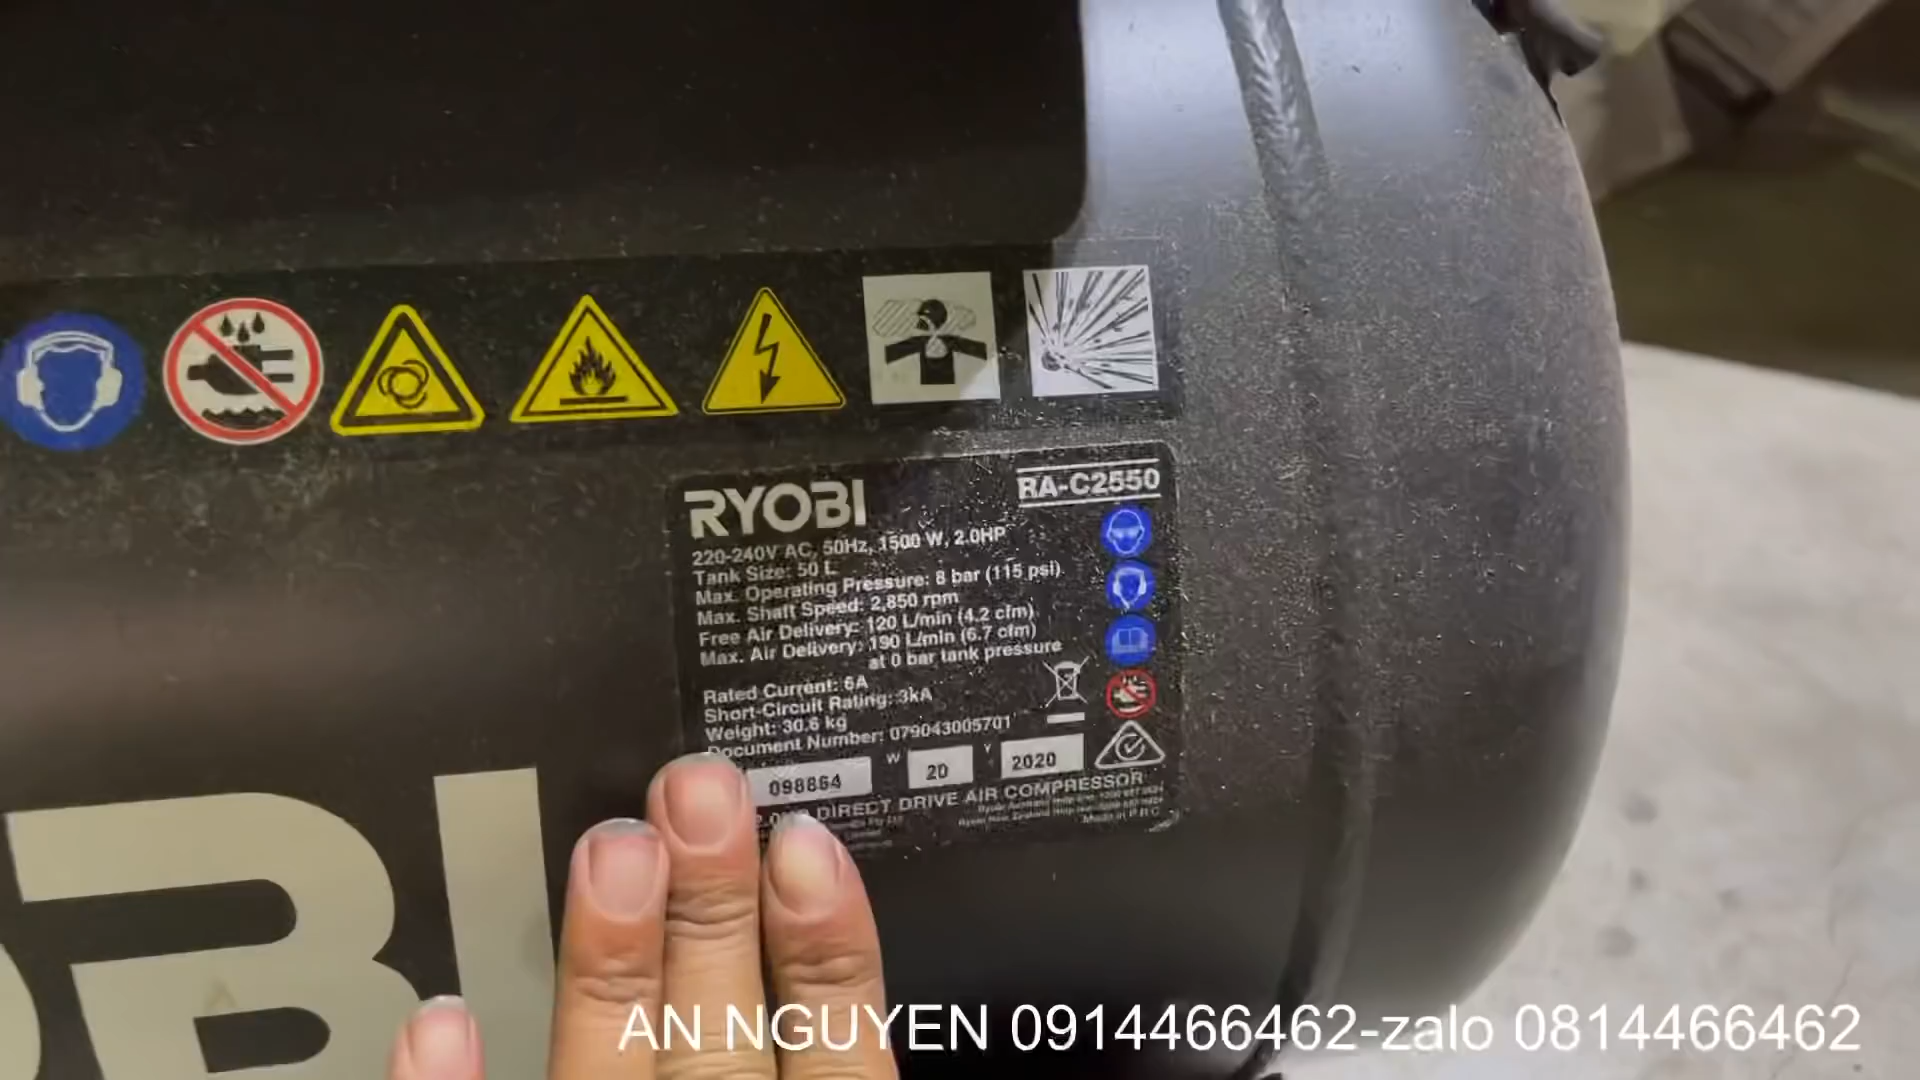 RYOBI
RA-C2550
220-240V AC, 50Hz, 1500 W, 2.0HP
Tank Size: 50 L
Max. Operating Pressure: 8 bar (115 psi)
Max. Shaft Speed: 2,850 rpm
Free Air Delivery: 120 L/min (4.2 cfm)
Max. Air Delivery: 190 L/min (6.7 cfm)
at 0 bar tank pressure
Rated Current: 6A
Short-Circuit Rating: 3kA
Weight: 30.6 kg
Document Number: 079043005701
098864 W 20 Y 2020
DIRECT DRIVE AIR COMPRESSOR
Made in P R C
OBI
AN NGUYEN 0914466462-zalo 0814466462